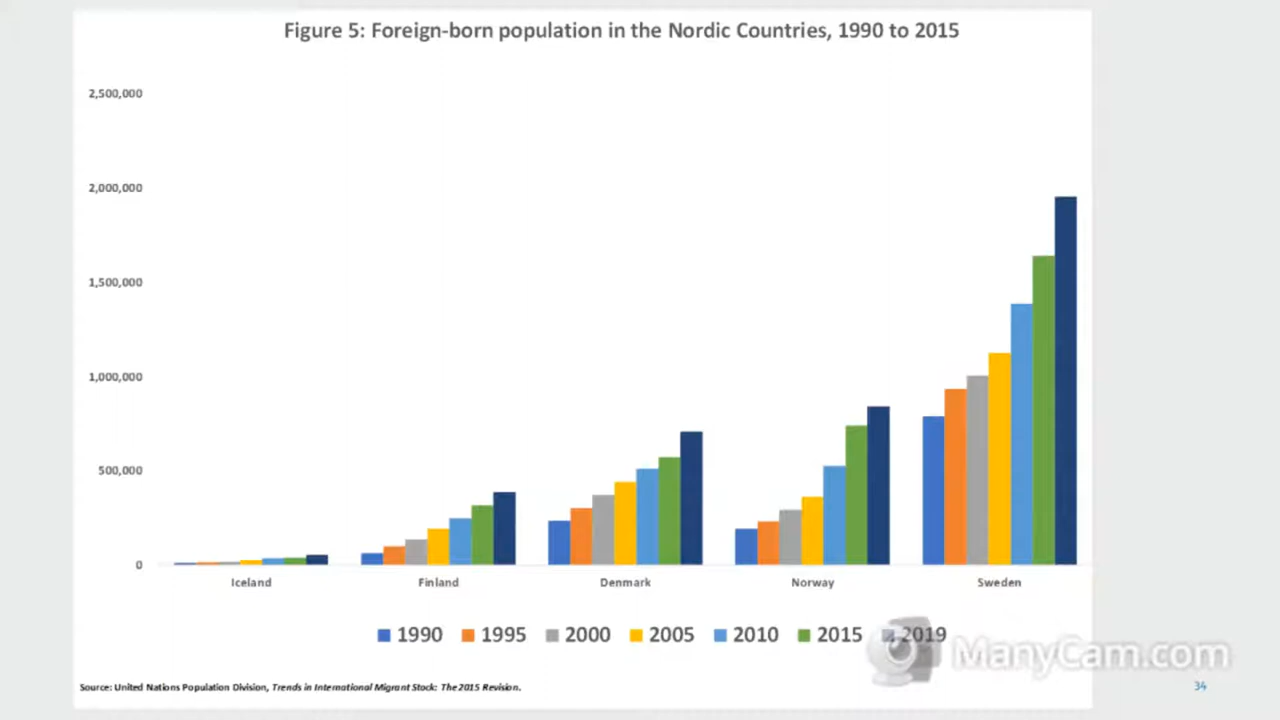 Figure 5: Foreign-born population in the Nordic Countries, 1990 to 2015
2,500,000
2,000,000
1,500,000
1,000,000
500,000
0
Iceland Finland Denmark Norway Sweden
1990 1995 2000 2005 2010 2015 2019
ManyCam.com
Source: United Nations Population Division, Trends in International Migrant Stock: The 2015 Revision.
34